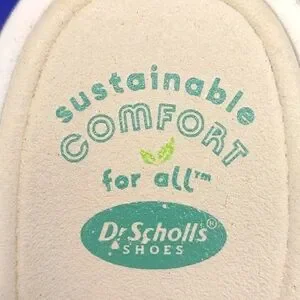 sustainable
COMFORT
for all™
Dr. Scholl's®
SHOES